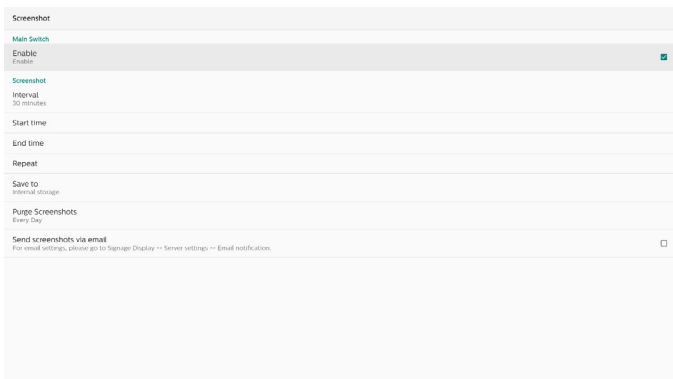 Screenshot
Main Switch
Enable
Enable
Screenshot
Interval
30 minutes
Start time
End time
Repeat
Save to
Internal storage
Purge Screenshots
Every Day
Send screenshots via email
For email settings, please go to Signage Display -- Server settings -- Email notification.